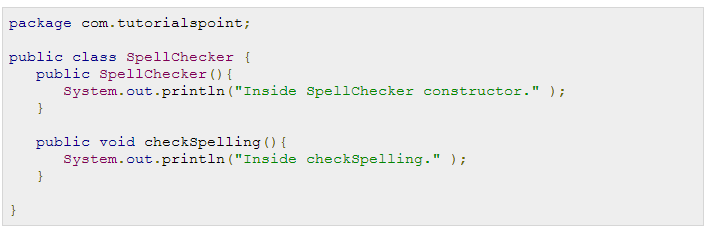 package com.tutorialspoint;

public class SpellChecker {
   public SpellChecker(){
      System.out.println("Inside SpellChecker constructor." );
   }

   public void checkSpelling(){
      System.out.println("Inside checkSpelling." );
   }

}